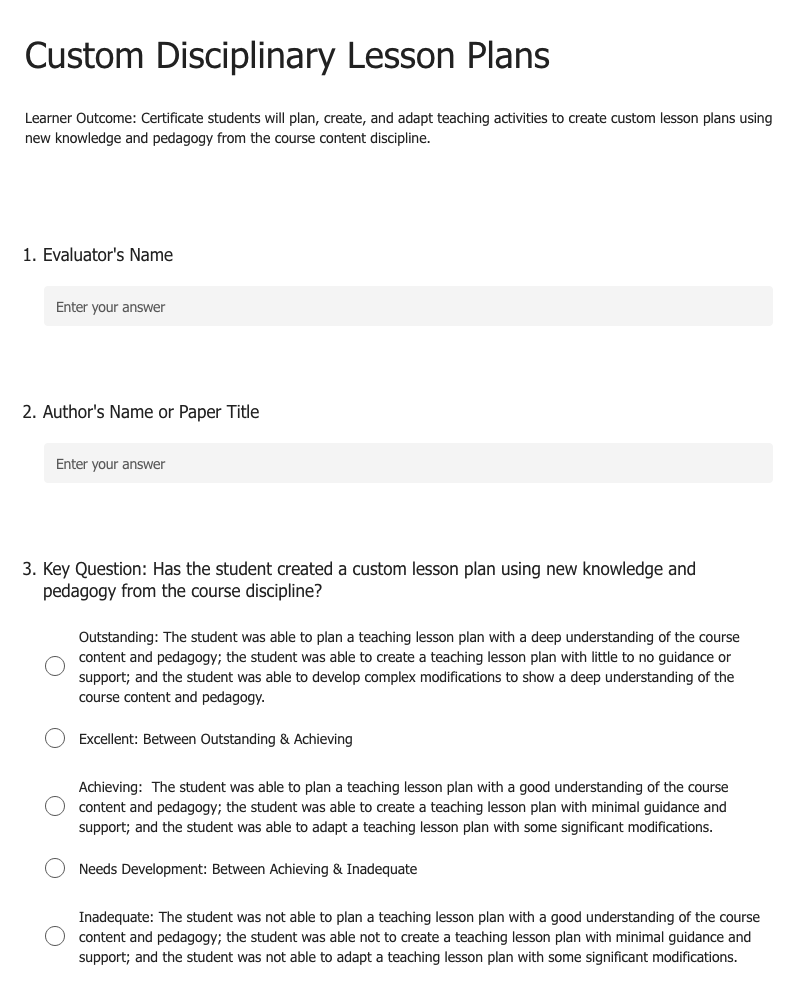 Custom Disciplinary Lesson Plans
Learner Outcome: Certificate students will plan, create, and adapt teaching activities to create custom lesson plans using
new knowledge and pedagogy from the course content discipline.
1. Evaluator's Name
Enter your answer
2. Author's Name or Paper Title
Enter your answer
3. Key Question: Has the student created a custom lesson plan using new knowledge and
pedagogy from the course discipline?
Outstanding: The student was able to plan a teaching lesson plan with a deep understanding of the course
content and pedagogy; the student was able to create a teaching lesson plan with little to no guidance or
support; and the student was able to develop complex modifications to show a deep understanding of the
course content and pedagogy.
Excellent: Between Outstanding & Achieving
Achieving:  The student was able to plan a teaching lesson plan with a good understanding of the course
content and pedagogy; the student was able to create a teaching lesson plan with minimal guidance and
support; and the student was able to adapt a teaching lesson plan with some significant modifications.
Needs Development: Between Achieving & Inadequate
Inadequate: The student was not able to plan a teaching lesson plan with a good understanding of the course
content and pedagogy; the student was able not to create a teaching lesson plan with minimal guidance and
support; and the student was not able to adapt a teaching lesson plan with some significant modifications.